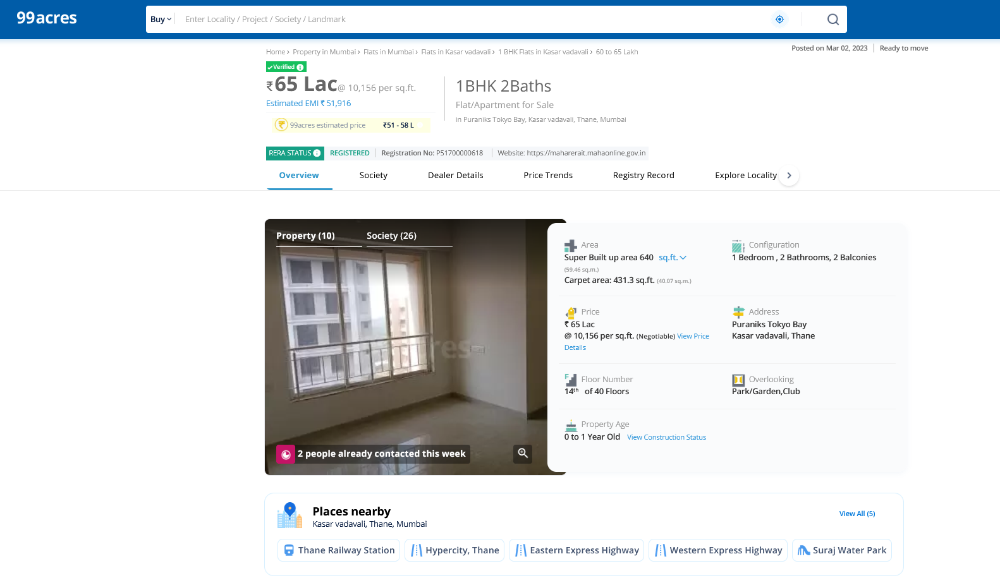 99acres
Buy
Enter Locality / Project / Society / Landmark
Home › Property in Mumbai › Flats in Mumbai › Flats in Kasar vadavali › 1 BHK Flats in Kasar vadavali › 60 to 65 Lakh
Posted on Mar 02, 2023 | Ready to move
Verified
₹65 Lac@ 10,156 per sq.ft.
Estimated EMI ₹ 51,916
99acres estimated price ₹51 - 58 L
1BHK 2Baths
Flat/Apartment for Sale
in Puraniks Tokyo Bay, Kasar vadavali, Thane, Mumbai
RERA STATUS REGISTERED Registration No: P51700000618 Website: https://maharerait.mahaonline.gov.in
Overview Society Dealer Details Price Trends Registry Record Explore Locality
Property (10) Society (26)
2 people already contacted this week
Area
Super Built up area 640 sq.ft.
(59.46 sq.m.)
Carpet area: 431.3 sq.ft. (40.07 sq.m.)
Configuration
1 Bedroom , 2 Bathrooms, 2 Balconies
Price
₹ 65 Lac
@ 10,156 per sq.ft. (Negotiable) View Price
Details
Address
Puraniks Tokyo Bay
Kasar vadavali, Thane
Floor Number
14th of 40 Floors
Overlooking
Park/Garden,Club
Property Age
0 to 1 Year Old View Construction Status
Places nearby
Kasar vadavali, Thane, Mumbai
View All (5)
Thane Railway Station
Hypercity, Thane
Eastern Express Highway
Western Express Highway
Suraj Water Park